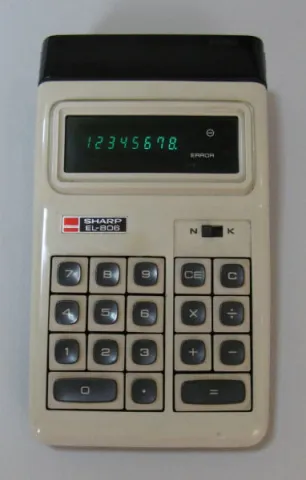 12345678.
ERROR
SHARP
EL-806
N K
7 8 9 CE C
4 5 6 × ÷
1 2 3 + −
0 • =